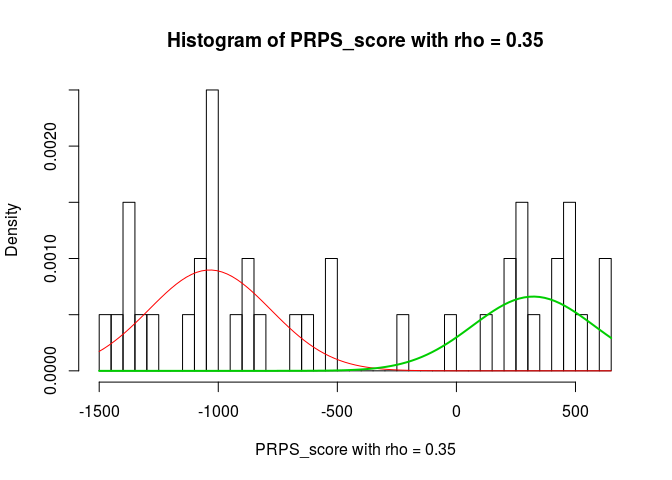 Histogram of PRPS_score with rho = 0.35
Density
0.0020
0.0010
0.0000
-1500 -1000 -500 0 500
PRPS_score with rho = 0.35